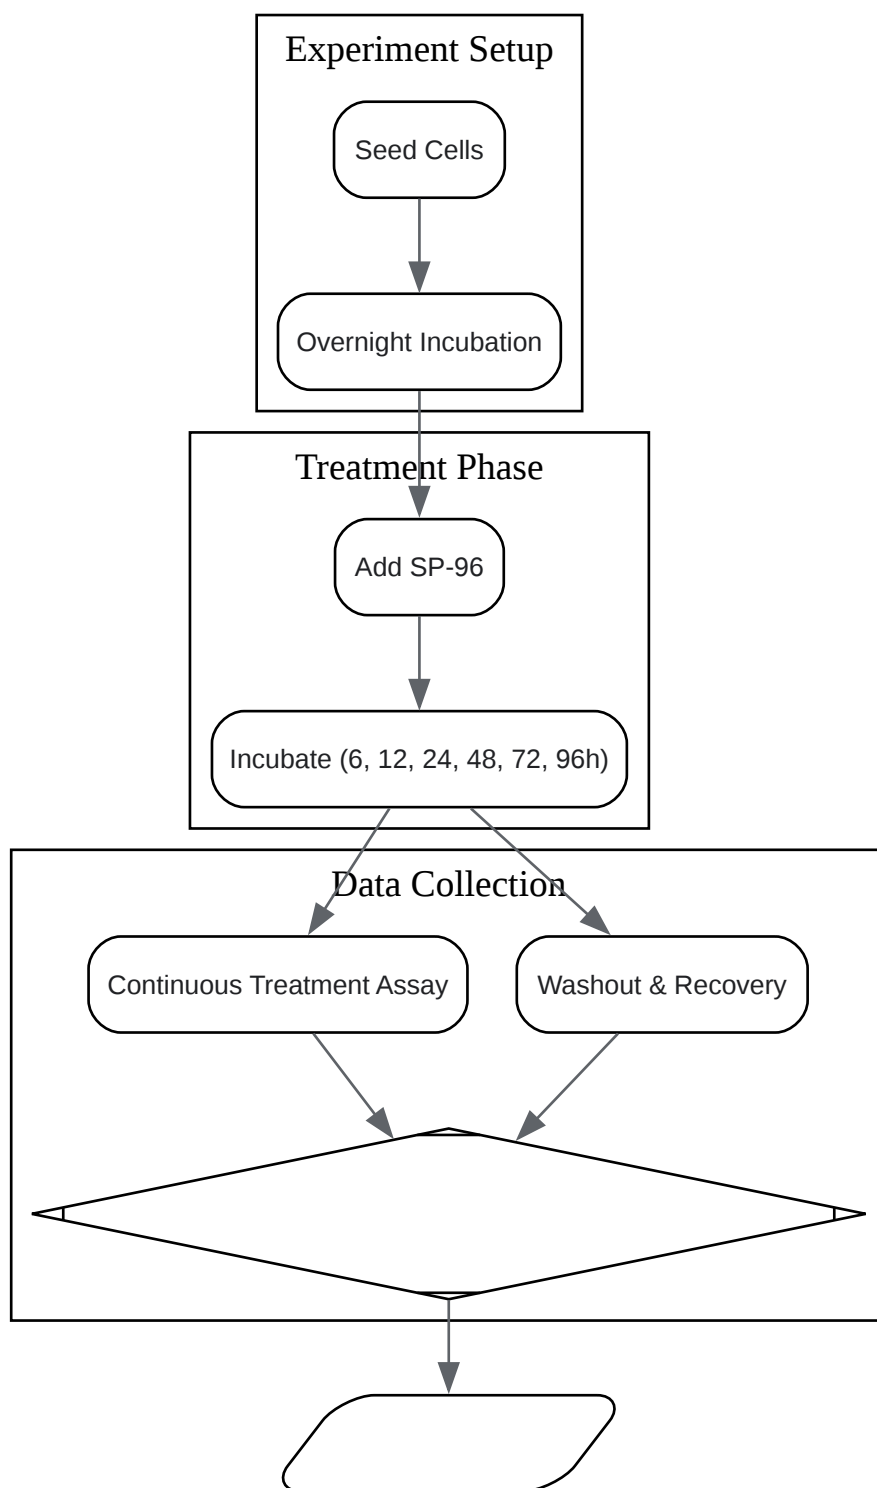 Experiment Setup
Seed Cells
Overnight Incubation
Treatment Phase
Add SP-96
Incubate (6, 12, 24, 48, 72, 96h)
Data Collection
Continuous Treatment Assay
Washout & Recovery